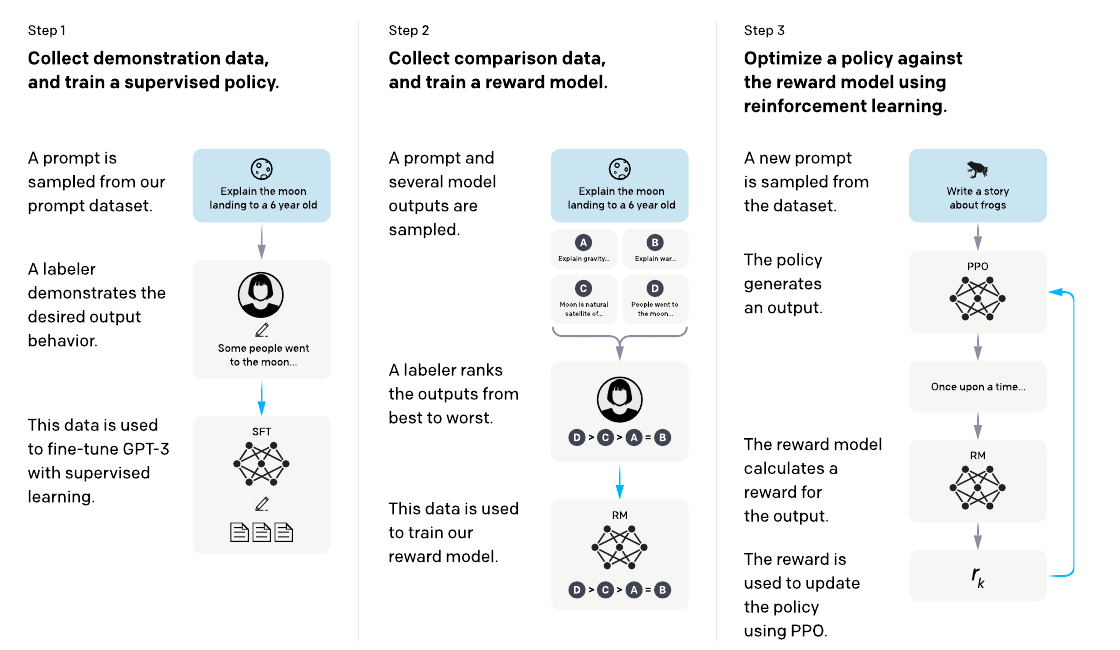 Step 1
Collect demonstration data,
and train a supervised policy.
A prompt is
sampled from our
prompt dataset.
Explain the moon
landing to a 6 year old
A labeler
demonstrates the
desired output
behavior.
Some people went
to the moon...
This data is used
to fine-tune GPT-3
with supervised
learning.
SFT
Step 2
Collect comparison data,
and train a reward model.
A prompt and
several model
outputs are
sampled.
Explain the moon
landing to a 6 year old
A
Explain gravity...
B
Explain war...
C
Moon is natural
satellite of...
D
People went to
the moon...
A labeler ranks
the outputs from
best to worst.
D > C > A = B
This data is used
to train our
reward model.
RM
D > C > A = B
Step 3
Optimize a policy against
the reward model using
reinforcement learning.
A new prompt
is sampled from
the dataset.
Write a story
about frogs
The policy
generates
an output.
PPO
Once upon a time...
The reward model
calculates a
reward for
the output.
RM
The reward is
used to update
the policy
using PPO.
r_k